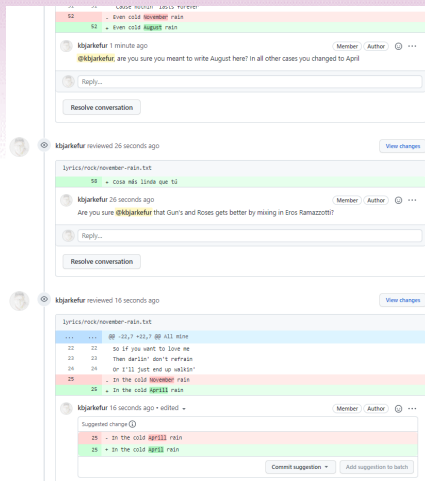 51 51 'Cause nothin' lasts forever
52 - Even cold November rain
52 + Even cold August rain
kbjarkefur 1 minute ago Member Author ...
@kbjarkefur, are you sure you meant to write August here? In all other cases you changed to April
Reply...
Resolve conversation
kbjarkefur reviewed 26 seconds ago View changes
lyrics/rock/november-rain.txt
58 + Cosa más linda que tú
kbjarkefur 26 seconds ago Member Author ...
Are you sure @kbjarkefur that Gun's and Roses gets better by mixing in Eros Ramazzotti?
Reply...
Resolve conversation
kbjarkefur reviewed 16 seconds ago View changes
lyrics/rock/november-rain.txt
... ... @@ -22,7 +22,7 @@ All mine
22 22 So if you want to love me
23 23 Then darlin' don't refrain
24 24 Or I'll just end up walkin'
25 - In the cold November rain
25 + In the cold Aprill rain
kbjarkefur 16 seconds ago • edited Member Author ...
Suggested change
25 - In the cold Aprill rain
25 + In the cold April rain
Commit suggestion Add suggestion to batch